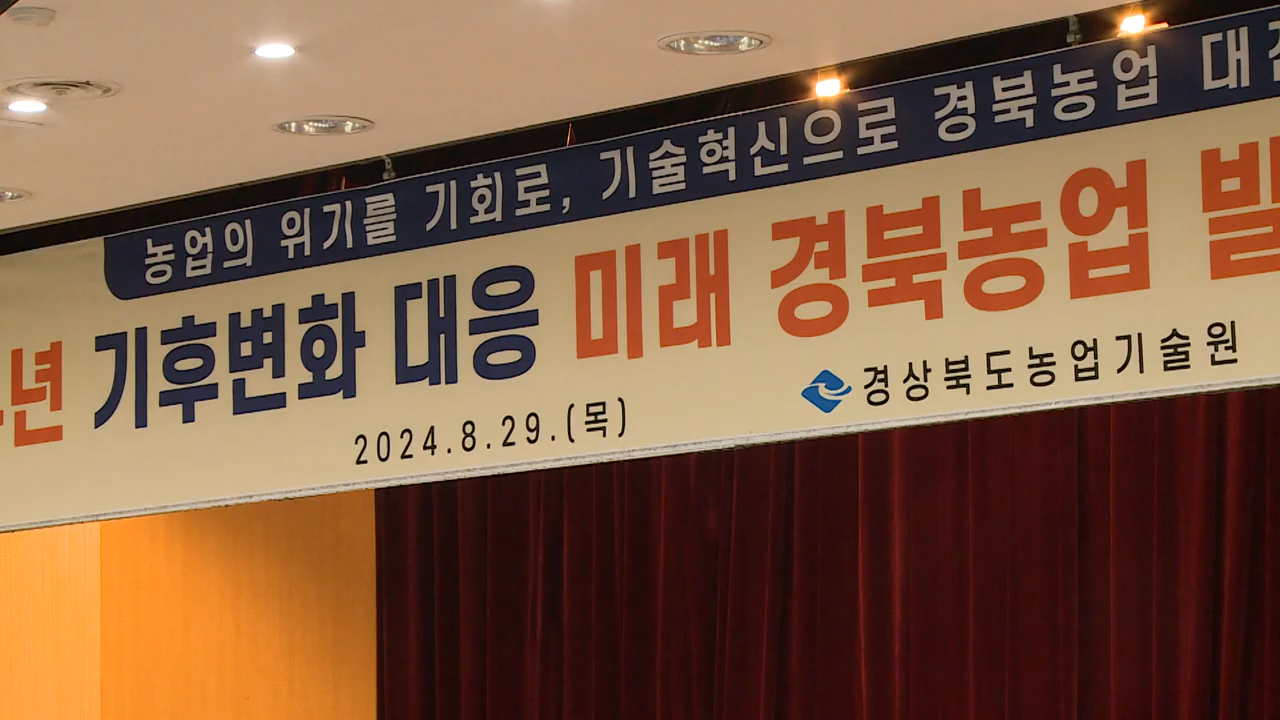 농업의 위기를 기회로, 기술혁신으로 경북농업 대
년 기후변화 대응 미래 경북농업 발
2024.8.29.(목)
경상북도농업기술원